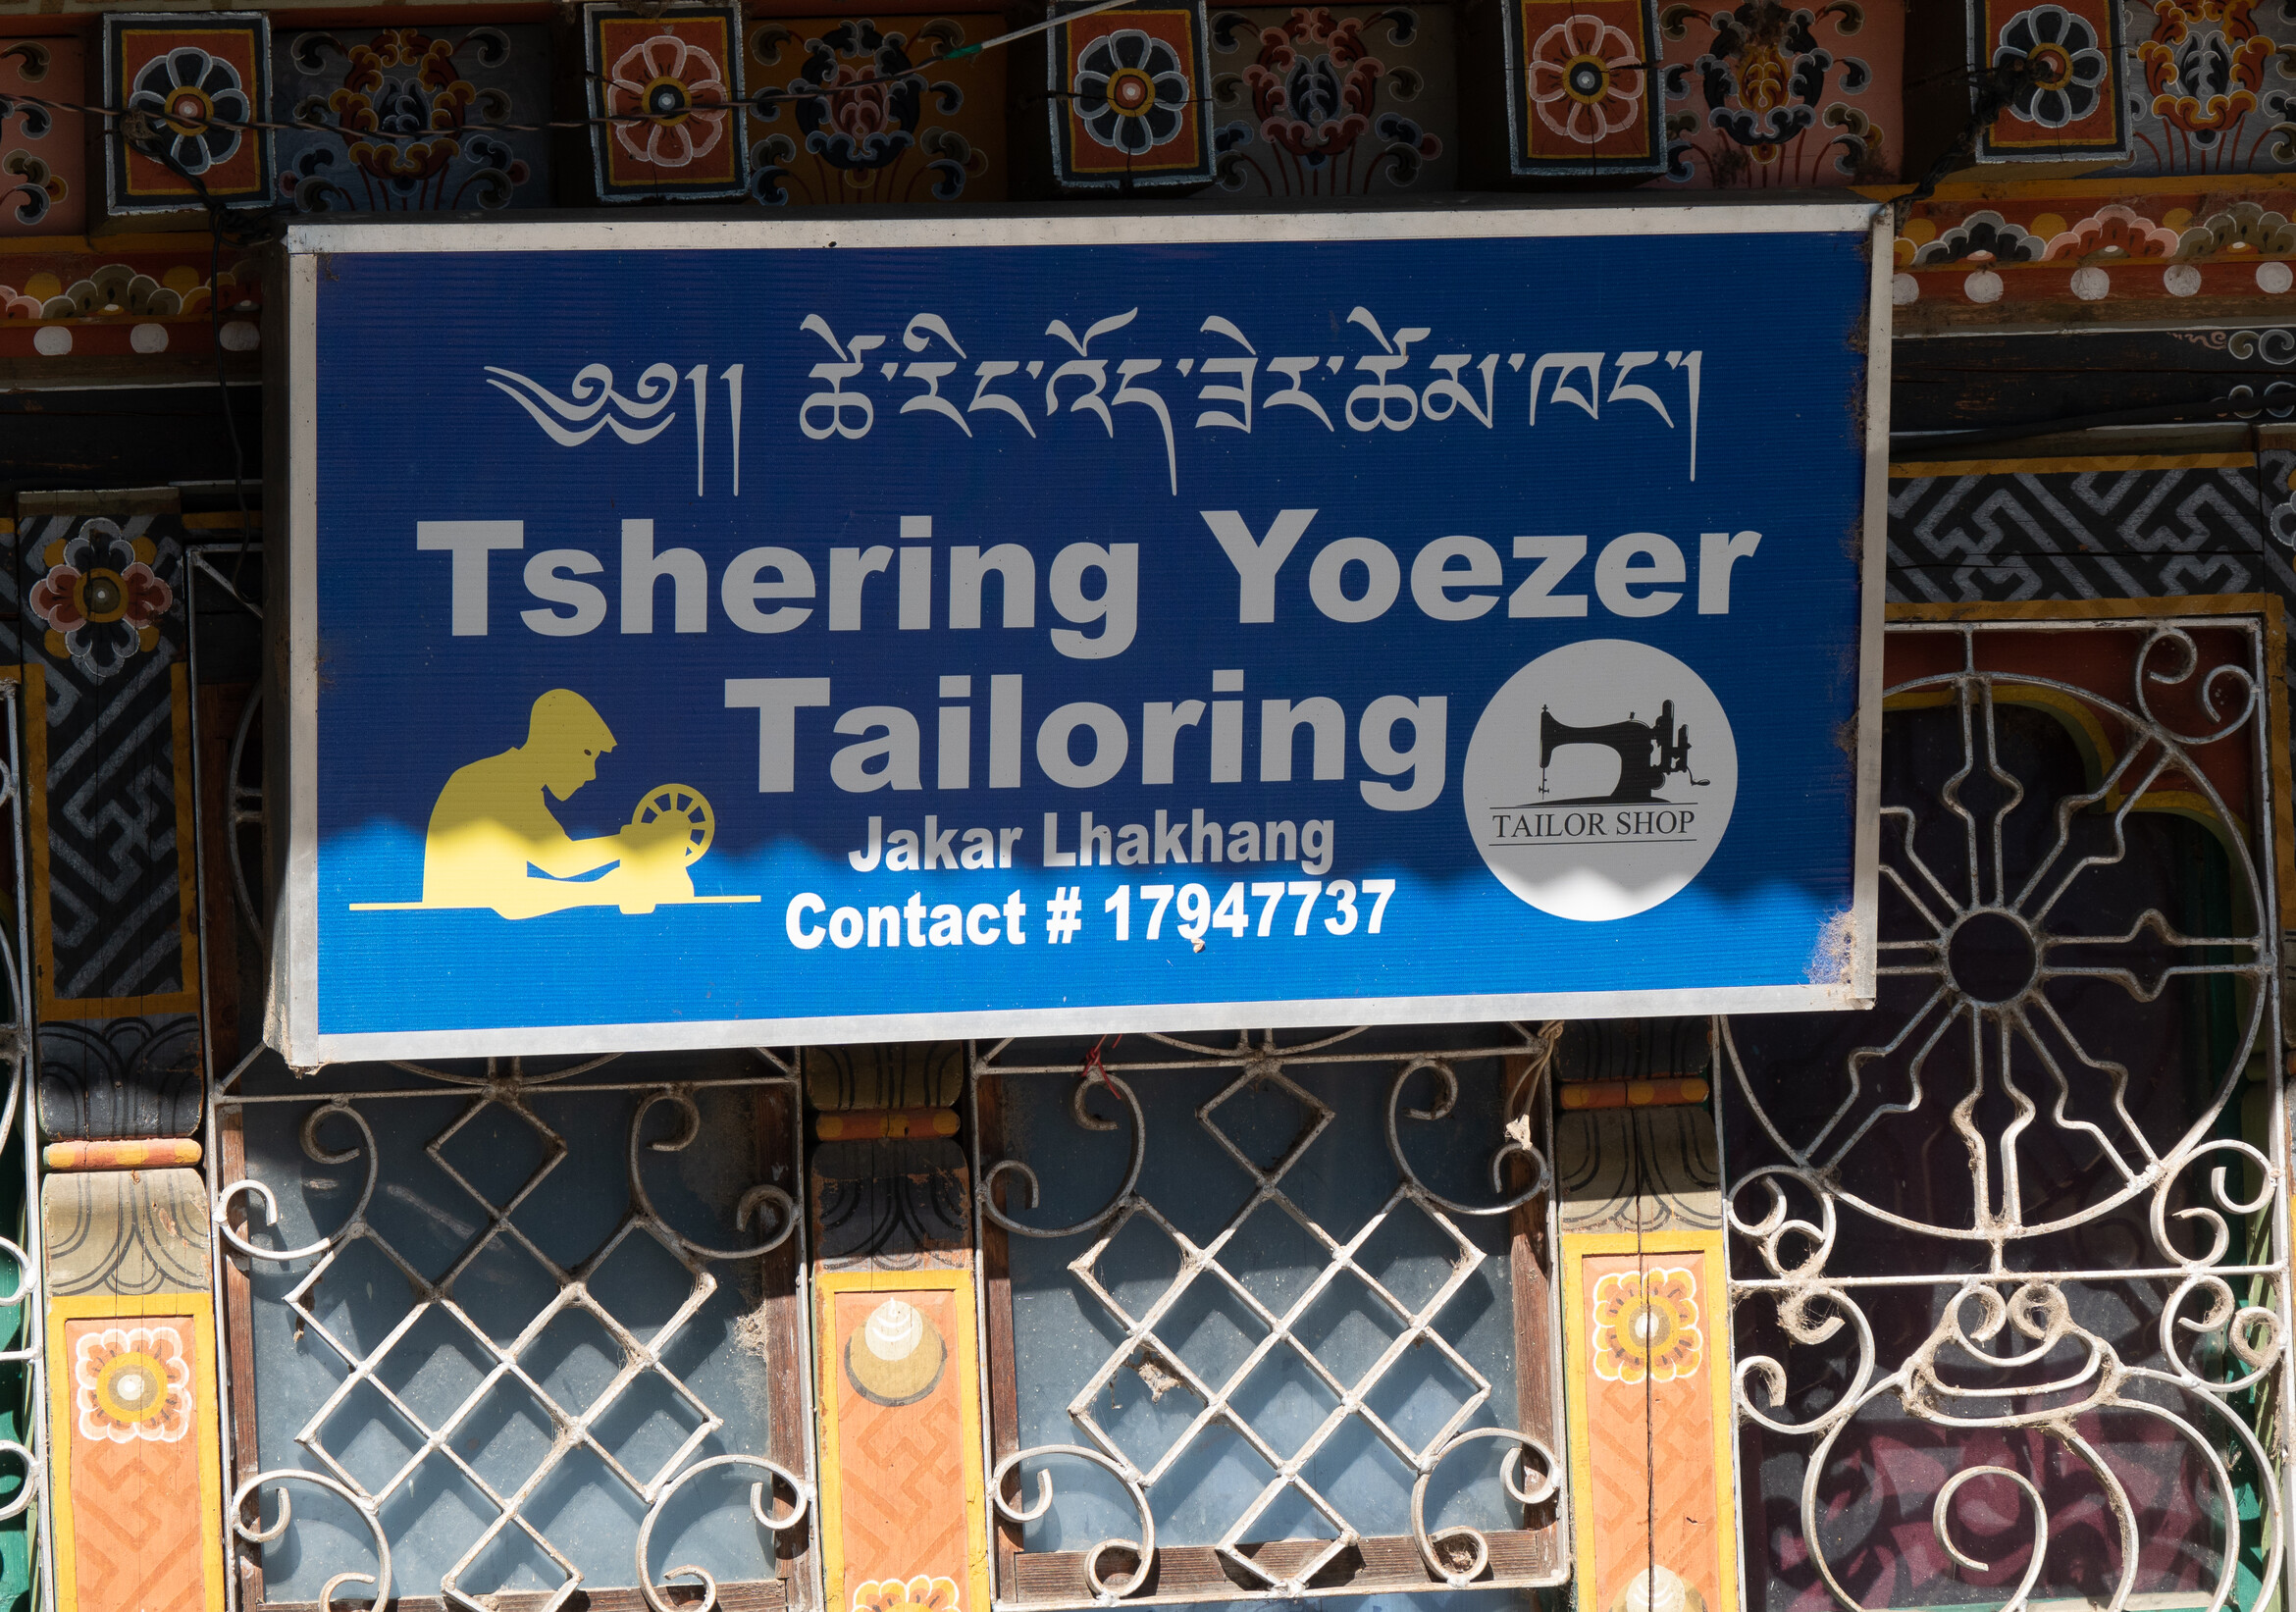 ༄༅།། ཚེ་རིང་འོད་ཟེར་ཚེམ་ཁང་།
Tshering Yoezer
Tailoring
TAILOR SHOP
Jakar Lhakhang
Contact # 17947737